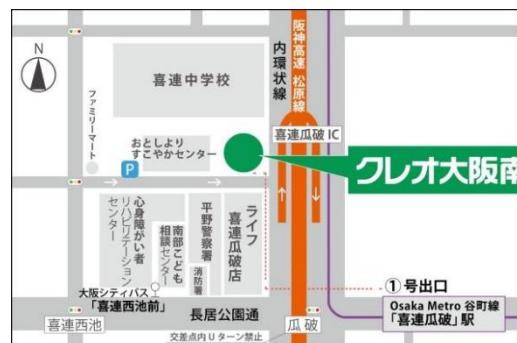 N
喜連中学校
ファミリーマート
おとしより
すこやかセンター
P
内環状線
阪神高速 松原線
喜連瓜破IC
クレオ大阪南
心身障がい者
リハビリテーション
センター
南部こども
相談センター
平野警察署
消防署
ライフ
喜連瓜破店
大阪シティバス
「喜連西池前」
喜連西池
長居公園通
交差点内Uターン禁止
瓜破
①号出口
Osaka Metro 谷町線
「喜連瓜破」駅